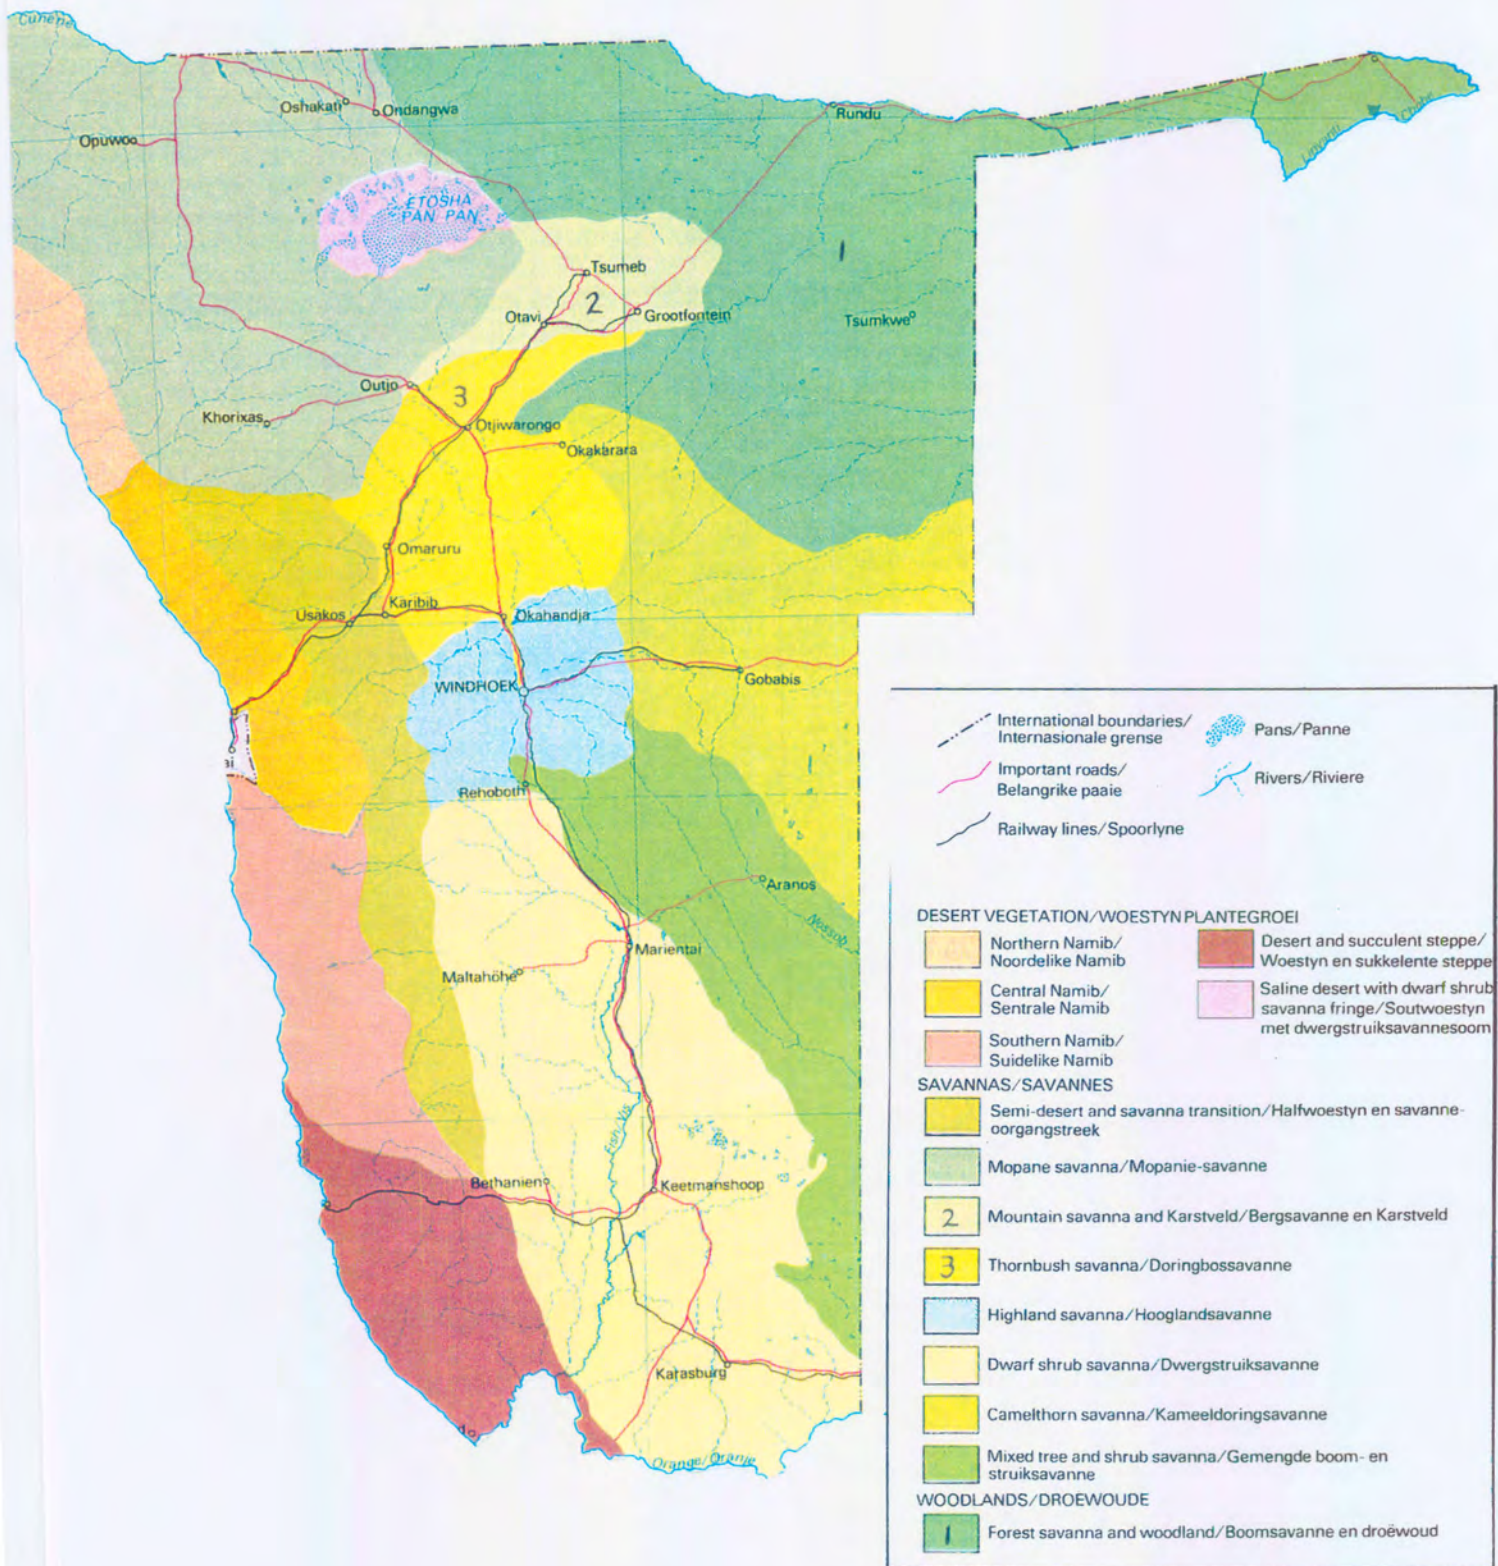 Cunene
Oshakati
Ondangwa
Rundu
Opuwo
Linyanti
Chobe
ETOSHA
PAN PAN
1
Tsumeb
2
Otavi
Grootfontein
Tsumkwe
Outjo
3
Khorixas
Otjiwarongo
Okakarara
Omaruru
Karibib
Usakos
Okahandja
WINDHOEK
Gobabis
Rehoboth
Aranos
Nossob
Mariental
Maltahöhe
Fish/Vis
Bethanien
Keetmanshoop
Karasburg
Orange/Oranje
International boundaries/
Internasionale grense
Pans/Panne
Important roads/
Belangrike paaie
Rivers/Riviere
Railway lines/Spoorlyne
DESERT VEGETATION/WOESTYN PLANTEGROEI
Northern Namib/
Noordelike Namib
Central Namib/
Sentrale Namib
Southern Namib/
Suidelike Namib
Desert and succulent steppe/
Woestyn en sukkelente steppe
Saline desert with dwarf shrub
savanna fringe/Soutwoestyn
met dwergstruiksavannesoom
SAVANNAS/SAVANNES
Semi-desert and savanna transition/Halfwoestyn en savanne-
oorgangstreek
Mopane savanna/Mopanie-savanne
2 Mountain savanna and Karstveld/Bergsavanne en Karstveld
3 Thornbush savanna/Doringbossavanne
Highland savanna/Hooglandsavanne
Dwarf shrub savanna/Dwergstruiksavanne
Camelthorn savanna/Kameeldoringsavanne
Mixed tree and shrub savanna/Gemengde boom- en
struiksavanne
WOODLANDS/DROËWOUDE
1 Forest savanna and woodland/Boomsavanne en droëwoud